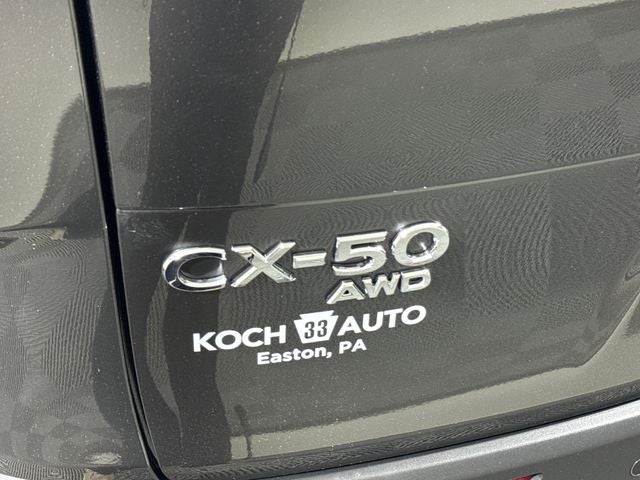 CX-50
AWD
KOCH 33 AUTO
Easton, PA